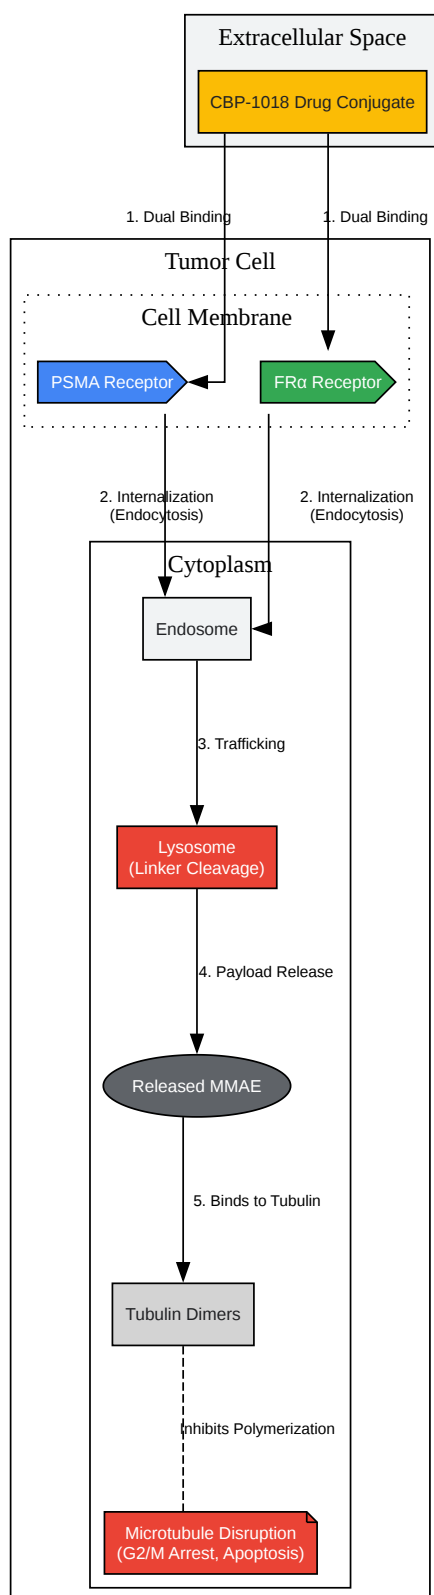 Extracellular Space
CBP-1018 Drug Conjugate
1. Dual Binding
1. Dual Binding
Tumor Cell
Cell Membrane
PSMA Receptor
FRα Receptor
2. Internalization
(Endocytosis)
2. Internalization
(Endocytosis)
Cytoplasm
Endosome
3. Trafficking
Lysosome
(Linker Cleavage)
4. Payload Release
Released MMAE
5. Binds to Tubulin
Tubulin Dimers
Inhibits Polymerization
Microtubule Disruption
(G2/M Arrest, Apoptosis)